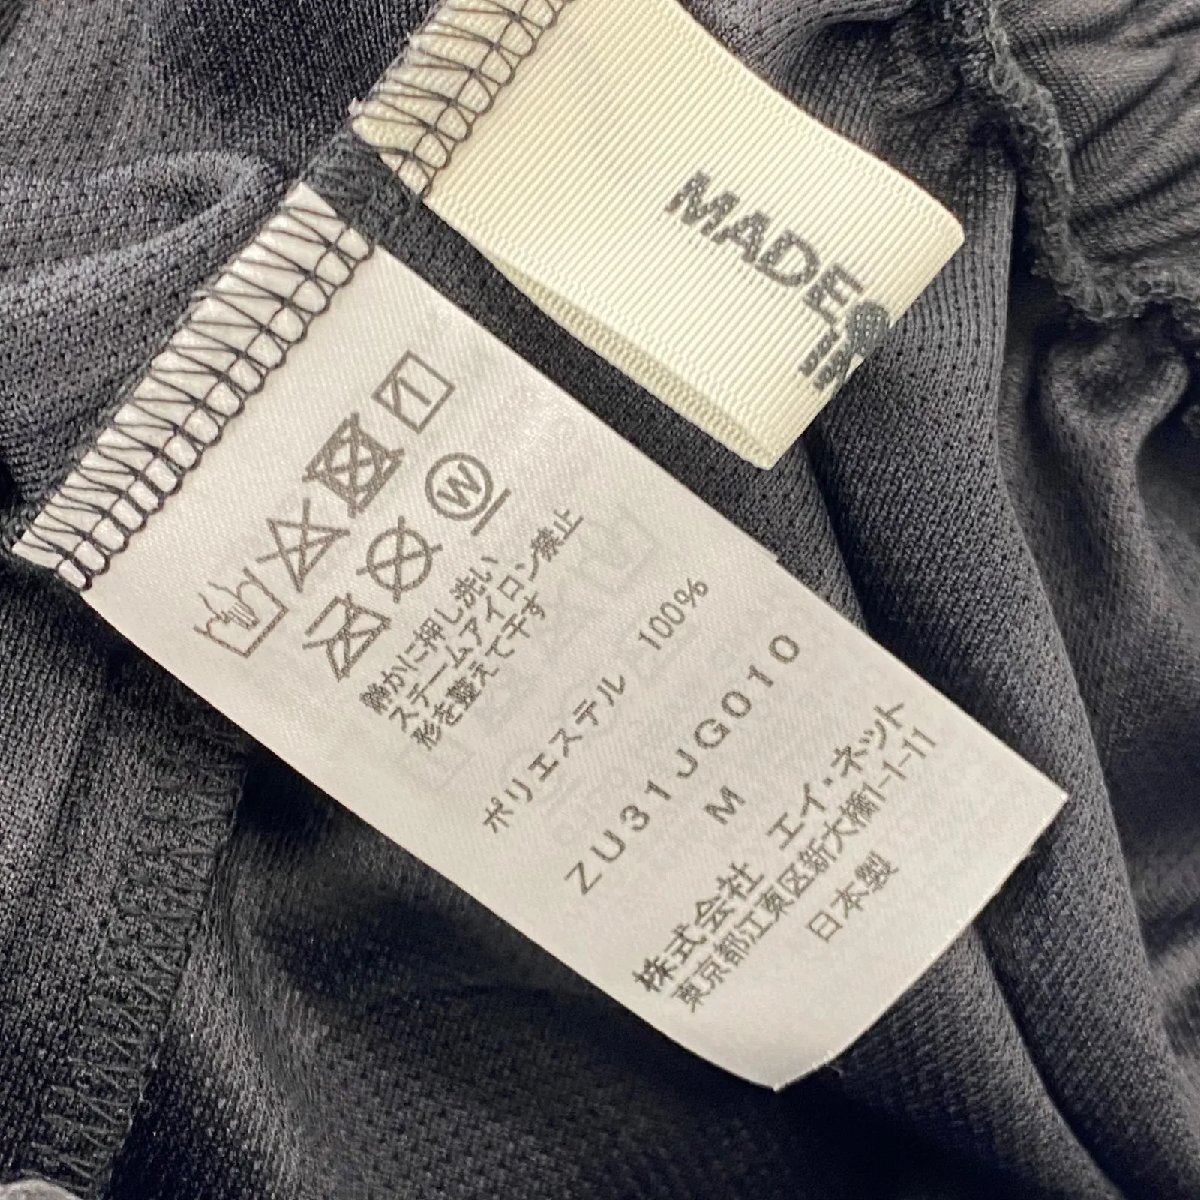 MADE
W
静かに押し洗い
スチームアイロン禁止
形を整えて干す
ポリエステル 100%
ZU31JG010
M
株式会社 エイ・ネット
東京都江東区新大橋1-1-11
日本製